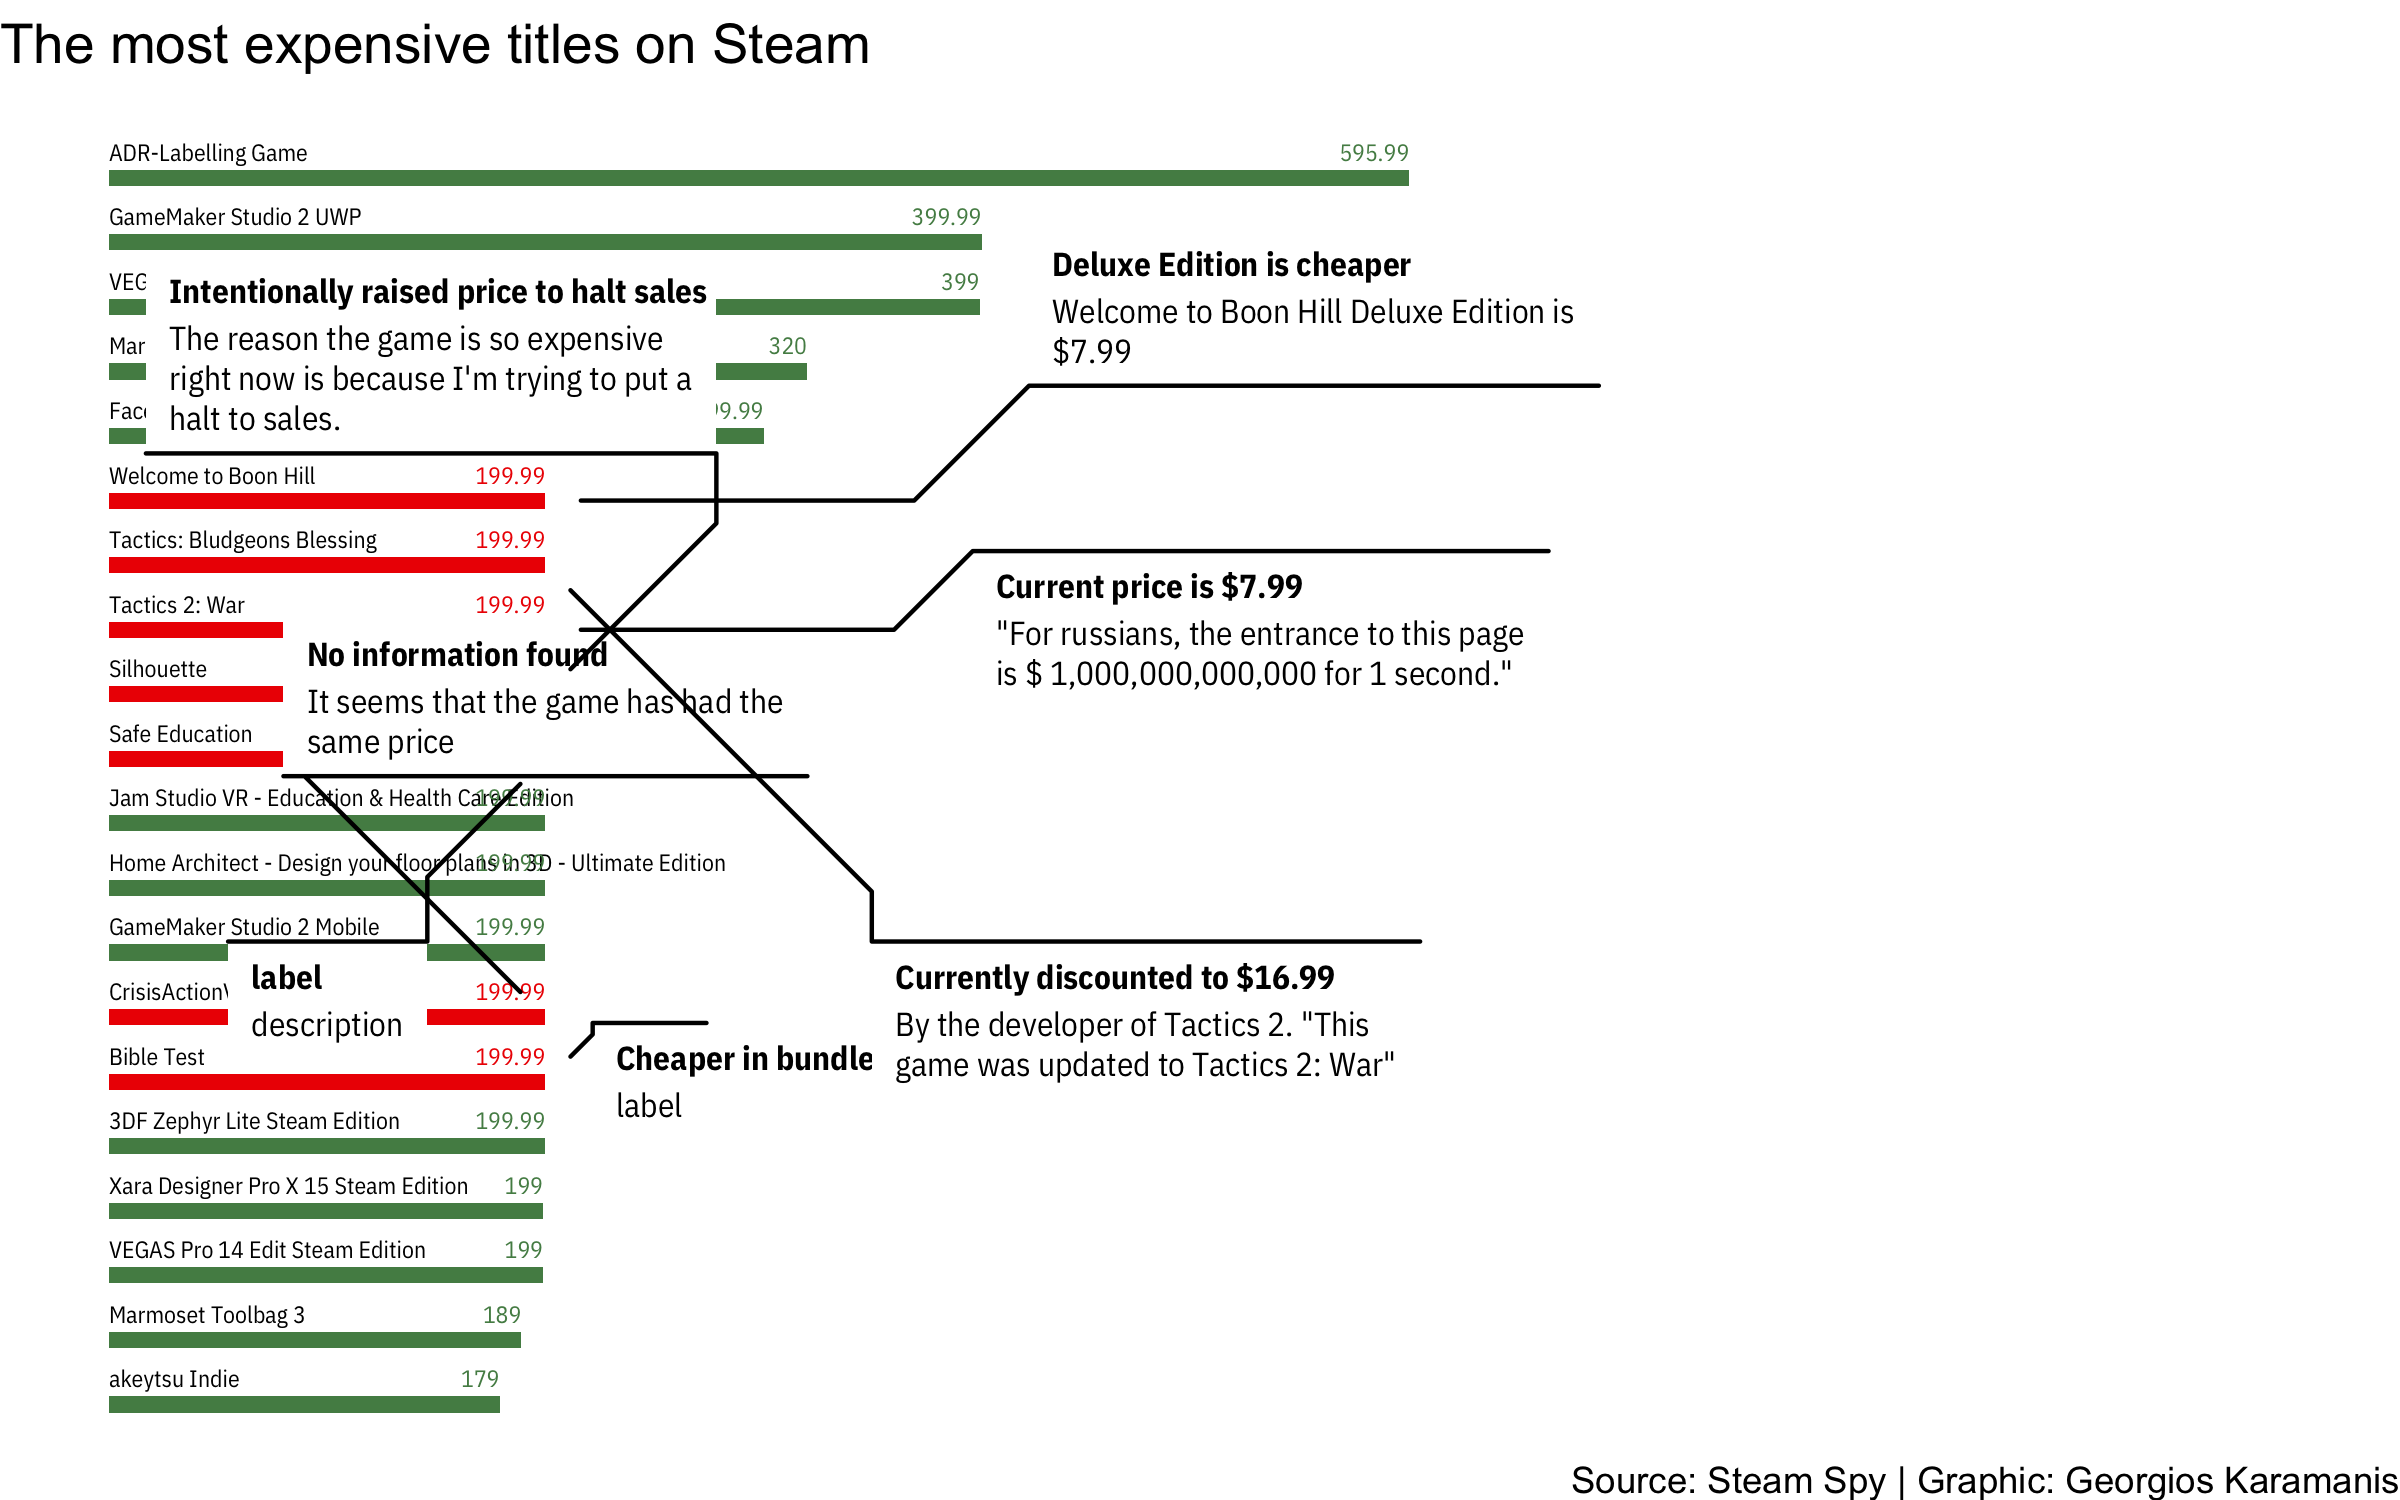 The most expensive titles on Steam
ADR-Labelling Game 595.99
GameMaker Studio 2 UWP 399.99
399
320
Welcome to Boon Hill 199.99
Tactics: Bludgeons Blessing 199.99
Tactics 2: War 199.99
Silhouette
Safe Education
Jam Studio VR - Education & Health Care Edition 199.99
Home Architect - Design your floor plans in 3D - Ultimate Edition 199.99
GameMaker Studio 2 Mobile 199.99
199.99
Bible Test 199.99
3DF Zephyr Lite Steam Edition 199.99
Xara Designer Pro X 15 Steam Edition 199
VEGAS Pro 14 Edit Steam Edition 199
Marmoset Toolbag 3 189
akeytsu Indie 179
Intentionally raised price to halt sales
The reason the game is so expensive
right now is because I'm trying to put a
halt to sales.
Deluxe Edition is cheaper
Welcome to Boon Hill Deluxe Edition is
$7.99
Current price is $7.99
"For russians, the entrance to this page
is $ 1,000,000,000,000 for 1 second."
No information found
It seems that the game has had the
same price
label
description
Cheaper in bundle
label
Currently discounted to $16.99
By the developer of Tactics 2. "This
game was updated to Tactics 2: War"
Source: Steam Spy | Graphic: Georgios Karamanis